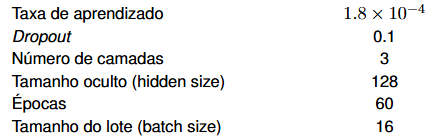 Taxa de aprendizado 1.8 × 10⁻⁴
Dropout 0.1
Número de camadas 3
Tamanho oculto (hidden size) 128
Épocas 60
Tamanho do lote (batch size) 16